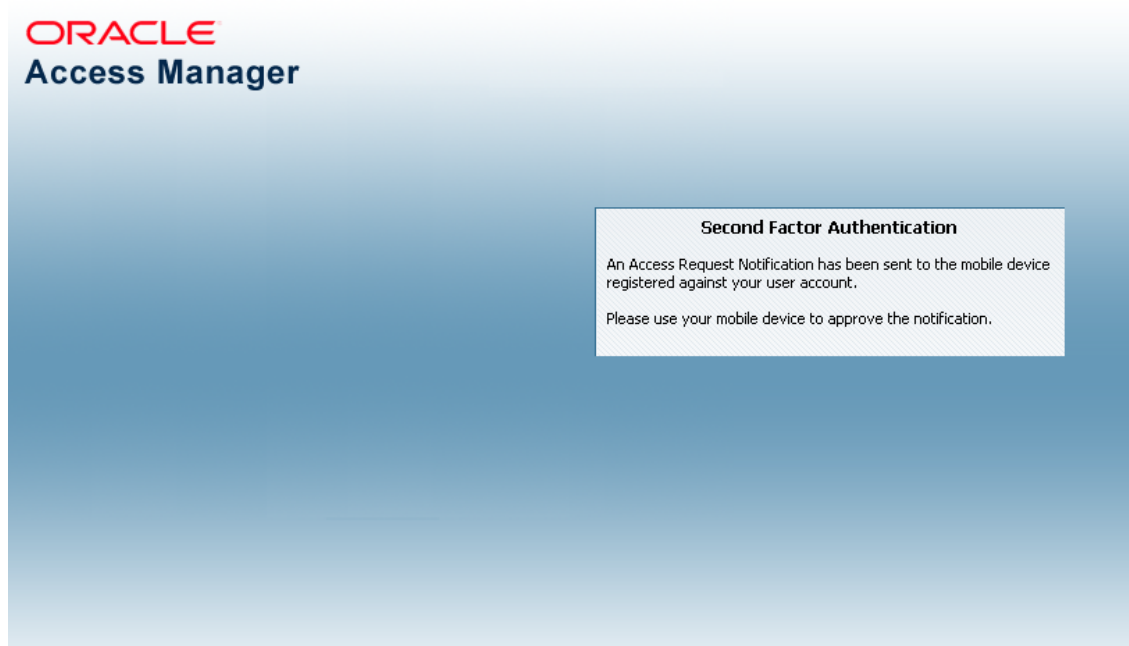 ORACLE
Access Manager
Second Factor Authentication
An Access Request Notification has been sent to the mobile device
registered against your user account.
Please use your mobile device to approve the notification.